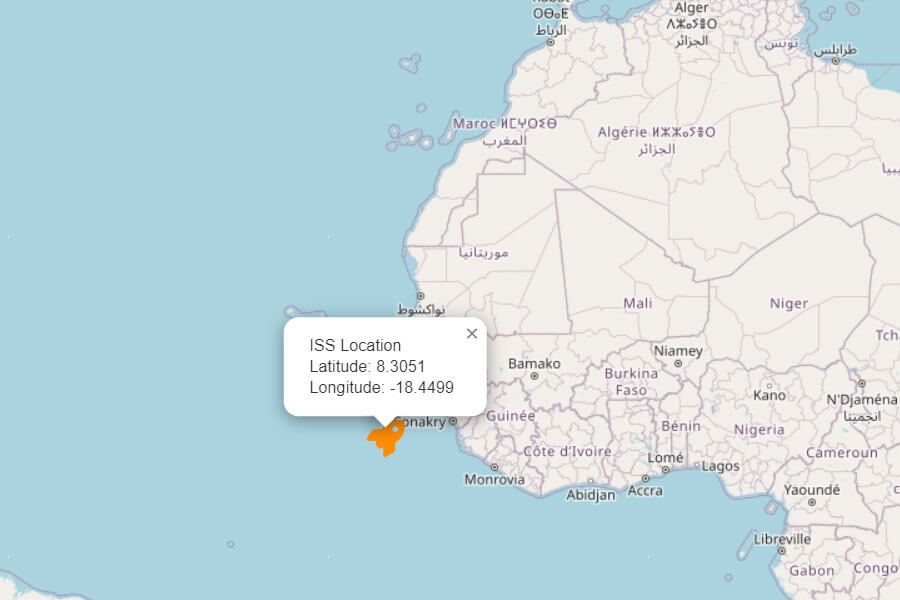 Alger
ⵍⵣⵣⴰⵢⴻⵔ
الجزائر
ⵔⴱⴰⵟ
الرباط
تونس
طرابلس
Maroc ⵍⵎⵖⵔⵉⴱ
المغرب
Algérie ⵍⵣⵣⴰⵢⴻⵔ
الجزائر
موريتانيا
نواكشوط
Mali
Niger
ISS Location
Latitude: 8.3051
Longitude: -18.4499
Bamako
Niamey
Burkina
Faso
Kano
N'Djaména
انجمينا
Guinée
Bénin
Nigeria
Côte d'Ivoire
Lomé
Lagos
Cameroun
Monrovia
Abidjan
Accra
Yaoundé
Libreville
Gabon
Congo